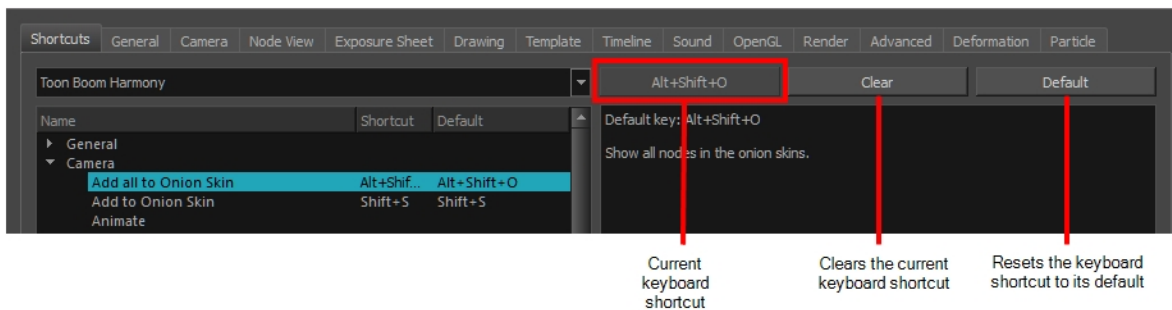 Shortcuts General Camera Node View Exposure Sheet Drawing Template Timeline Sound OpenGL Render Advanced Deformation Particle
Toon Boom Harmony Alt+Shift+O Clear Default
Name Shortcut Default
Default key: Alt+Shift+O
General
Show all nodes in the onion skins.
Camera
Add all to Onion Skin Alt+Shif... Alt+Shift+O
Add to Onion Skin Shift+S Shift+S
Animate
Current
keyboard
shortcut
Clears the current
keyboard shortcut
Resets the keyboard
shortcut to its default